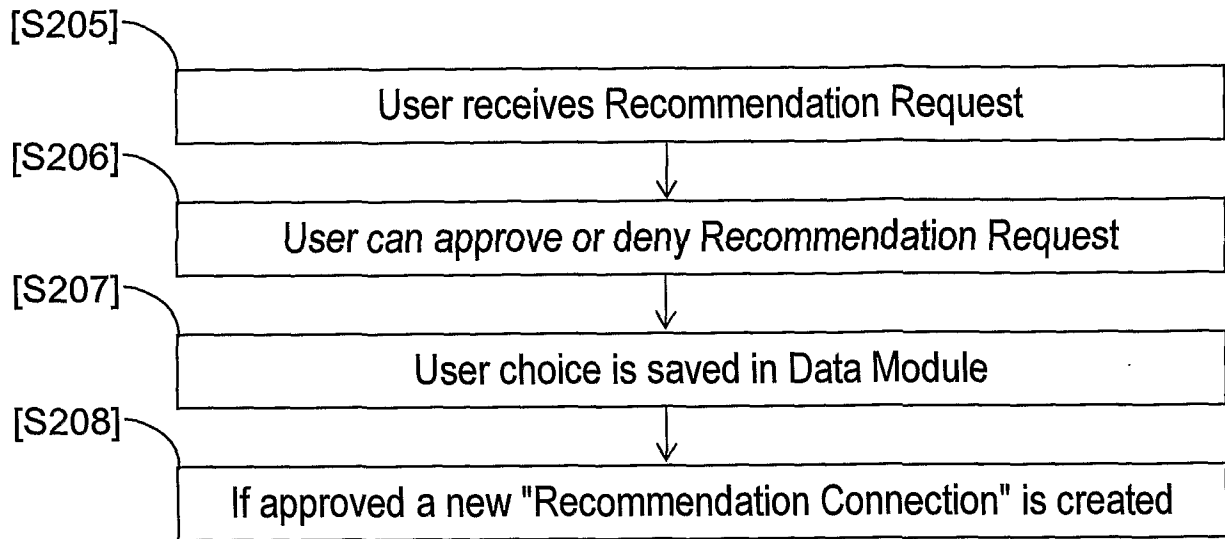 [S205]
User receives Recommendation Request
[S206]
User can approve or deny Recommendation Request
[S207]
User choice is saved in Data Module
[S208]
If approved a new "Recommendation Connection" is created